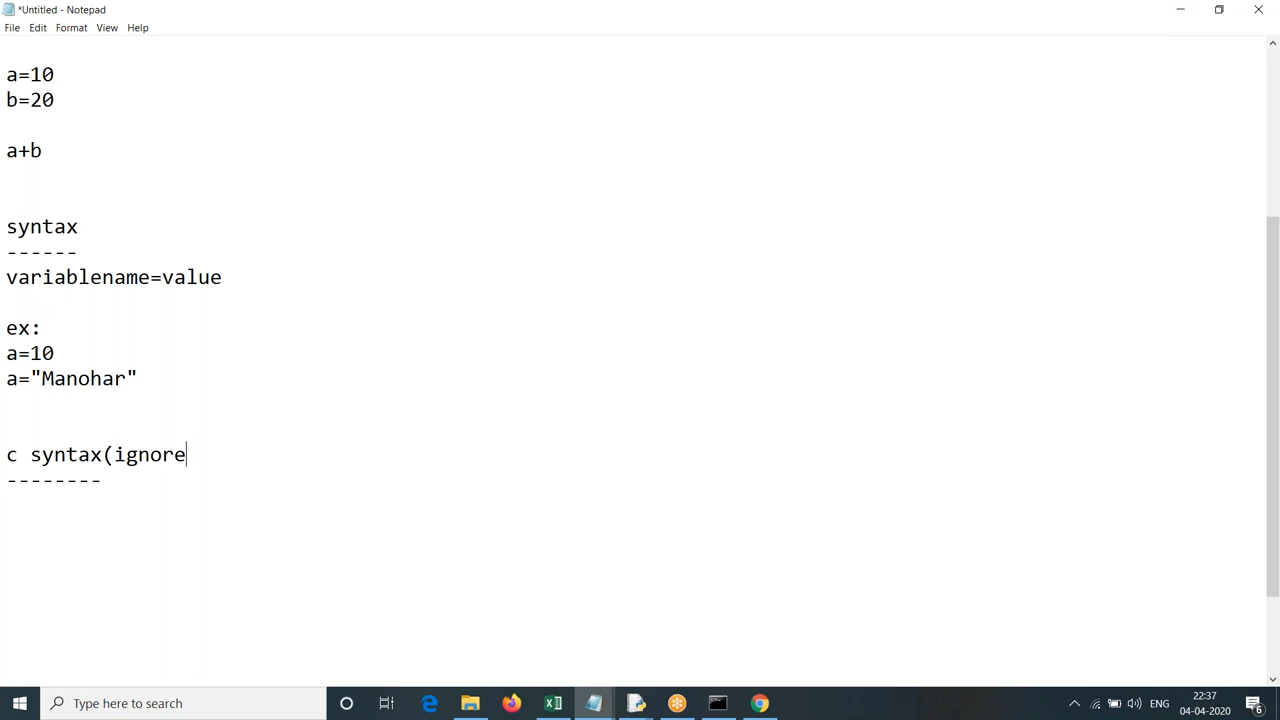 *Untitled - Notepad
File Edit Format View Help
a=10
b=20
a+b
syntax
------
variablename=value
ex:
a=10
a="Manohar"
c syntax(ignore
--------
Type here to search
ENG
22:37
04-04-2020
6